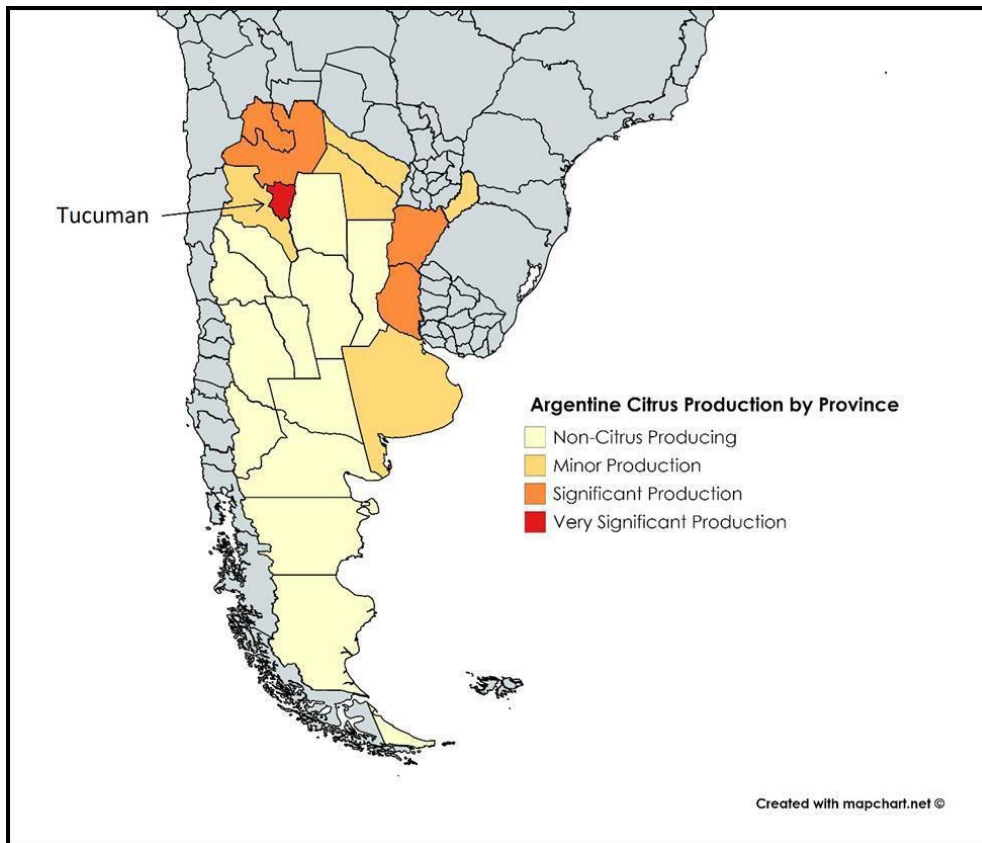 Tucuman
Argentine Citrus Production by Province
Non-Citrus Producing
Minor Production
Significant Production
Very Significant Production
Created with mapchart.net ©